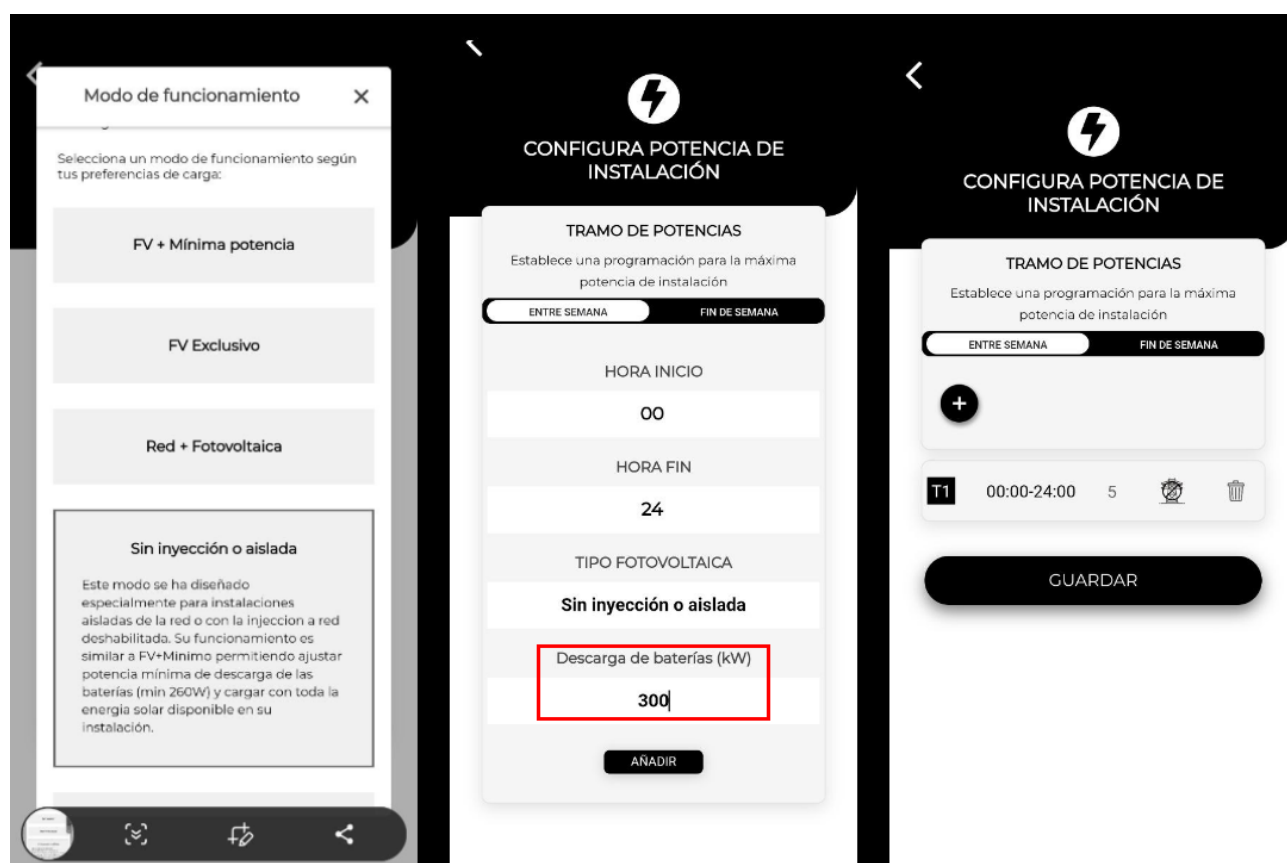 Modo de funcionamiento
Selecciona un modo de funcionamiento según
tus preferencias de carga:
FV + Mínima potencia
FV Exclusivo
Red + Fotovoltaica
Sin inyección o aislada
Este modo se ha diseñado
especialmente para instalaciones
aisladas de la red o con la injeccion a red
deshabilitada. Su funcionamiento es
similar a FV+Minimo permitiendo ajustar
potencia mínima de descarga de las
baterías (min 260W) y cargar con toda la
energia solar disponible en su
instalación.
CONFIGURA POTENCIA DE
INSTALACIÓN
TRAMO DE POTENCIAS
Establece una programación para la máxima
potencia de instalación
ENTRE SEMANA FIN DE SEMANA
HORA INICIO
00
HORA FIN
24
TIPO FOTOVOLTAICA
Sin inyección o aislada
Descarga de baterías (kW)
300
AÑADIR
CONFIGURA POTENCIA DE
INSTALACIÓN
TRAMO DE POTENCIAS
Establece una programación para la máxima
potencia de instalación
ENTRE SEMANA FIN DE SEMANA
T1 00:00-24:00 5
GUARDAR